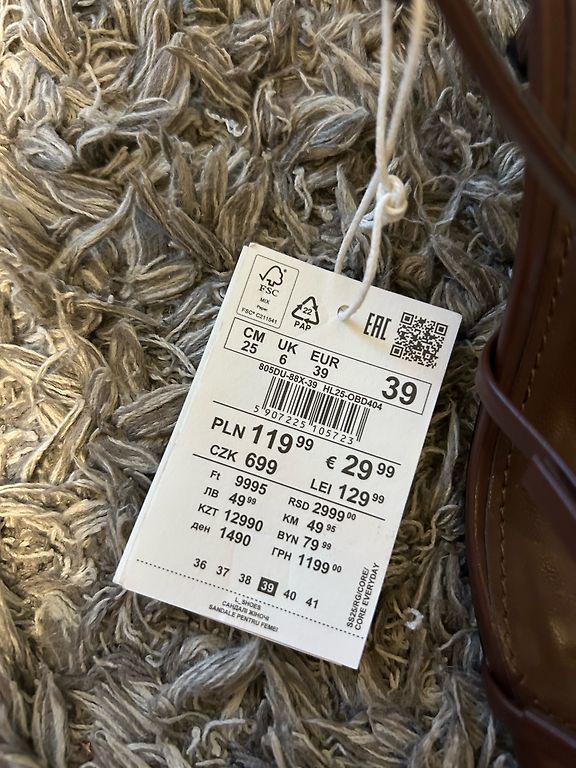 FSC
MIX
Paper
FSC® C211541
22
PAP
EAC
CM UK EUR
25 6 39
39
805DU-88X-39 HL25-OBD404
5 907225 105723
PLN 119 99
€ 29 99
CZK 699
LEI 129 99
Ft 9995
RSD 2999 00
ЛВ 49 99
KM 49 95
KZT 12990
BYN 79 99
ден 1490
ГРН 1199 00
36 37 38 39 40 41
L_SHOES
САНДАЛІ ЖІНОЧІ
SANDALE PENTRU FEMEI
SS25/RG/CORE/
CORE EVERYDAY